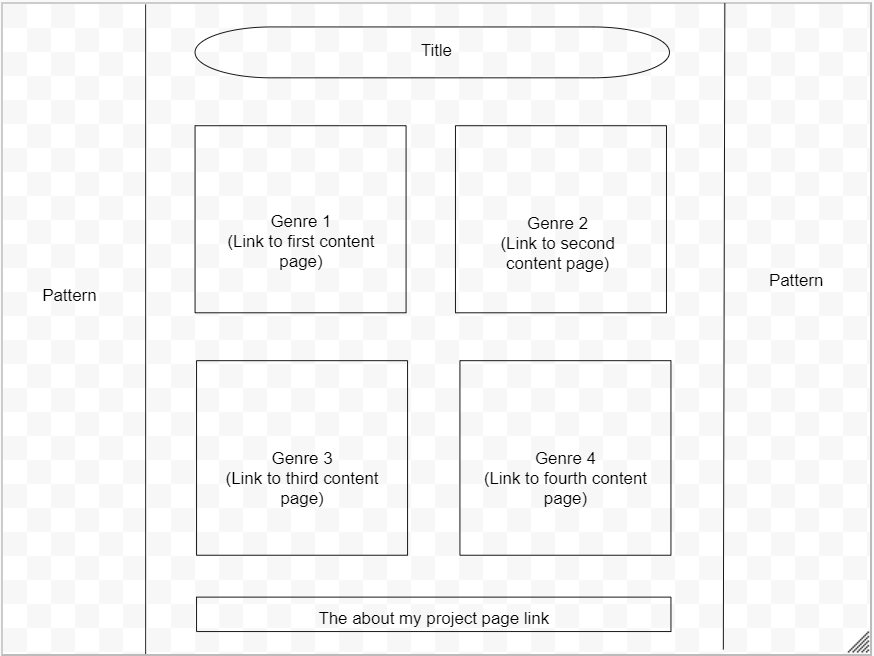 Title
Genre 1
(Link to first content
page)
Genre 2
(Link to second
content page)
Pattern
Pattern
Genre 3
(Link to third content
page)
Genre 4
(Link to fourth content
page)
The about my project page link